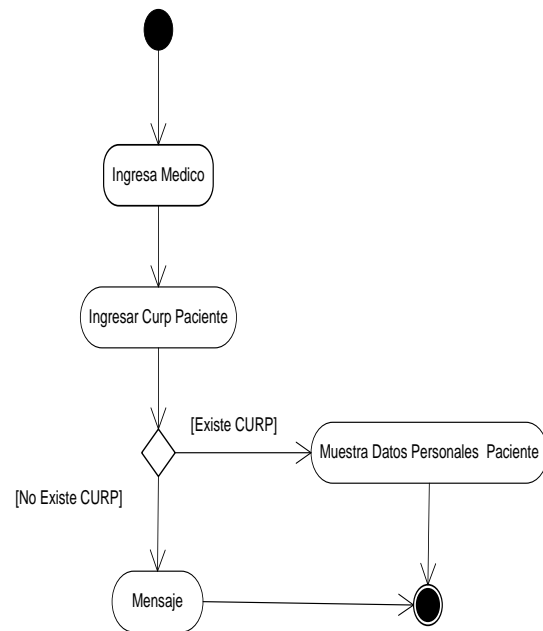 Ingresa Medico
Ingresar Curp Paciente
[Existe CURP]
Muestra Datos Personales Paciente
[No Existe CURP]
Mensaje